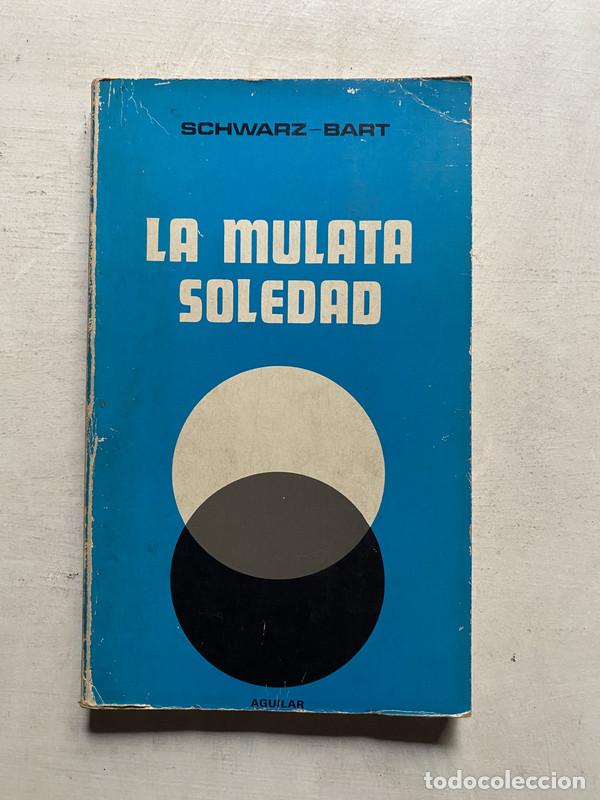 SCHWARZ-BART
LA MULATA
SOLEDAD
AGUILAR
todocoleccion